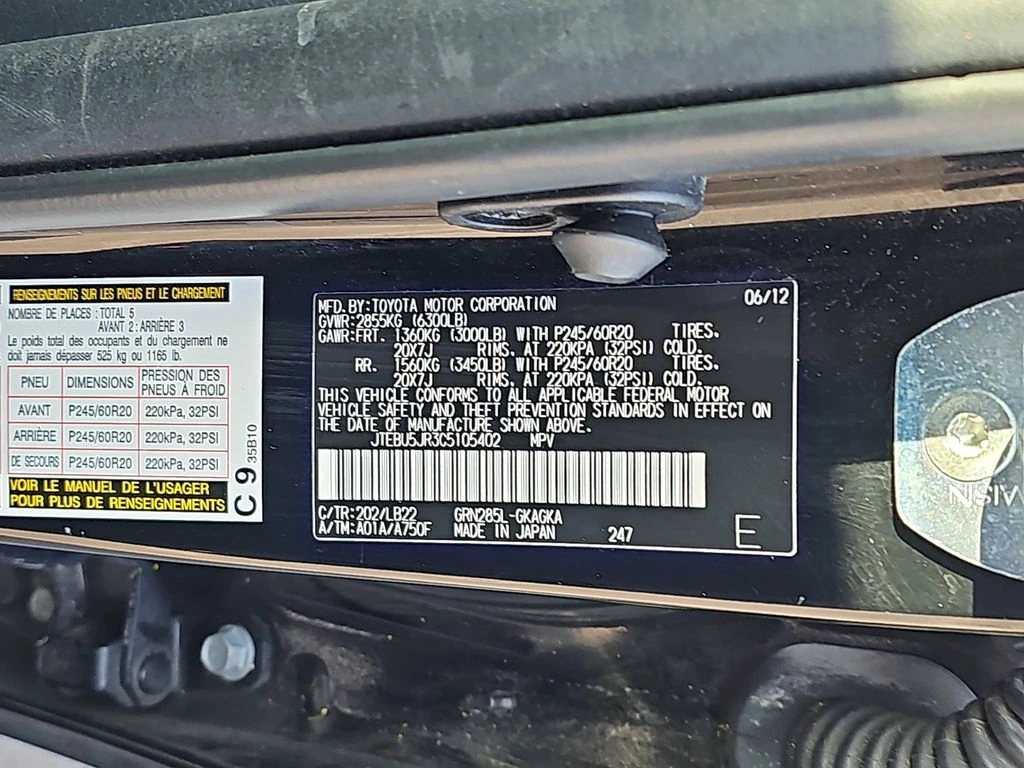 RENSEIGNEMENTS SUR LES PNEUS ET LE CHARGEMENT
NOMBRE DE PLACES: TOTAL 5
AVANT 2: ARRIÈRE 3
Le poids total des occupants et du chargement ne
doit jamais dépasser 525 kg ou 1165 lb.
PNEU DIMENSIONS PRESSION DES PNEUS À FROID
AVANT P245/60R20 220kPa, 32PSI
ARRIÈRE P245/60R20 220kPa, 32PSI
DE SECOURS P245/60R20 220kPa, 32PSI
VOIR LE MANUEL DE L'USAGER
POUR PLUS DE RENSEIGNEMENTS
C 9 35B10
MFD. BY: TOYOTA MOTOR CORPORATION 06/12
GVWR: 2855KG (6300LB)
GAWR: FRT. 1360KG (3000LB) WITH P245/60R20 TIRES,
20X7J RIMS, AT 220KPA (32PSI) COLD.
RR. 1560KG (3450LB) WITH P245/60R20 TIRES,
20X7J RIMS, AT 220KPA (32PSI) COLD.
THIS VEHICLE CONFORMS TO ALL APPLICABLE FEDERAL MOTOR
VEHICLE SAFETY AND THEFT PREVENTION STANDARDS IN EFFECT ON
THE DATE OF MANUFACTURE SHOWN ABOVE.
JTEBU5JR3C5105402 MPV
C/TR: 202/LB22 GRN285L-GKAGKA
A/TM: A01A/A750F MADE IN JAPAN 247 E
NSIV